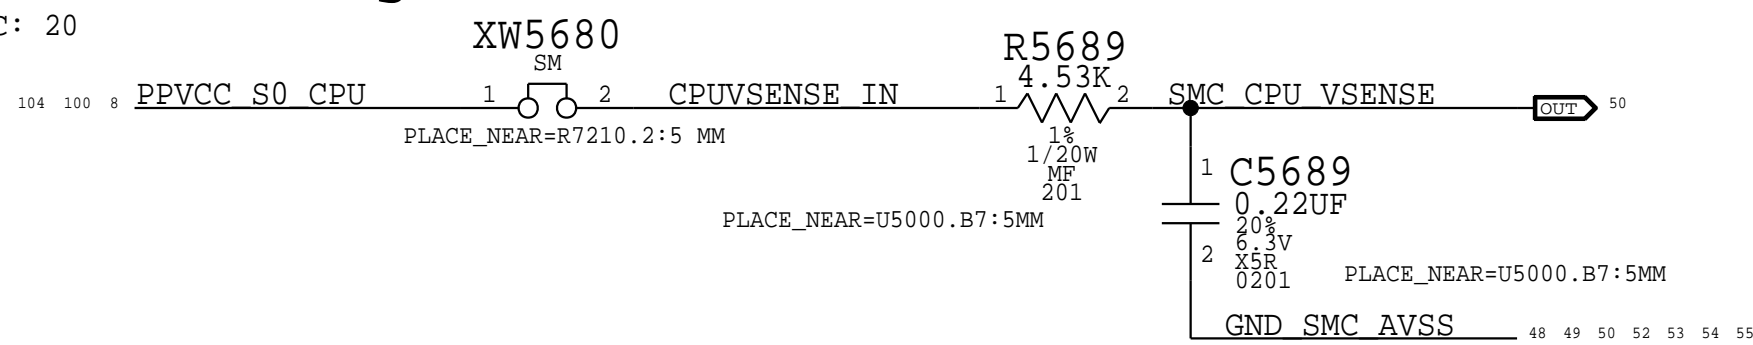 C: 20
XW5680
SM
104 100 8 PPVCC_S0_CPU 1 2 CPUVSENSE_IN
PLACE_NEAR=R7210.2:5 MM
R5689
4.53K
1 2
1%
1/20W
MF
201
PLACE_NEAR=U5000.B7:5MM
SMC_CPU_VSENSE OUT 50
1 C5689
0.22UF
20%
6.3V
2 X5R
0201
PLACE_NEAR=U5000.B7:5MM
GND_SMC_AVSS 48 49 50 52 53 54 55